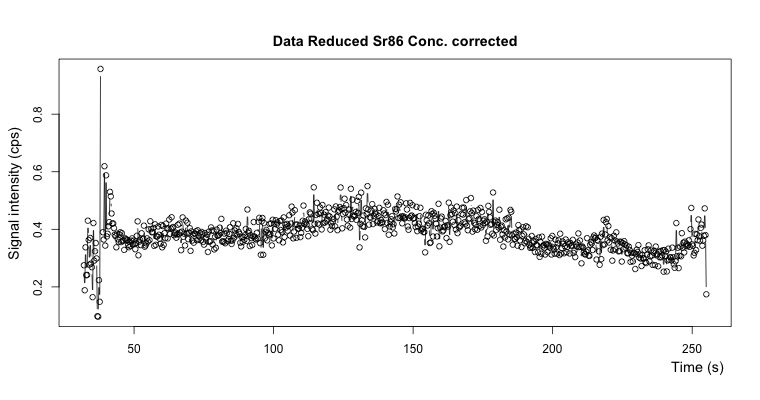 Data Reduced Sr86 Conc. corrected
Signal intensity (cps)
0.8
0.6
0.4
0.2
50 100 150 200 250
Time (s)